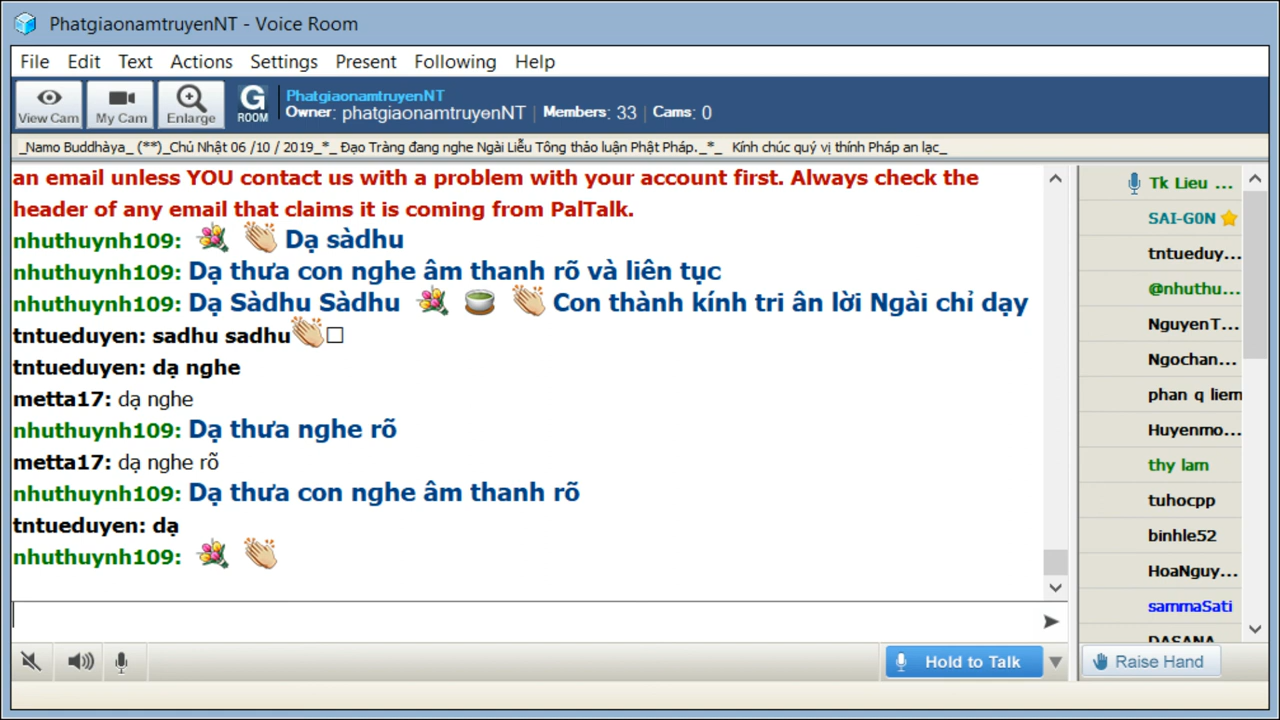 PhatgiaonamtruyenNT - Voice Room
File Edit Text Actions Settings Present Following Help
View Cam My Cam Enlarge G ROOM
PhatgiaonamtruyenNT
Owner: phatgiaonamtruyenNT | Members: 33 | Cams: 0
_Namo Buddhàya_ (**)_Chủ Nhật 06 /10 / 2019_*_ Đạo Tràng đang nghe Ngài Liễu Tông thảo luận Phật Pháp._*_ Kính chúc quý vị thính Pháp an lạc_
an email unless YOU contact us with a problem with your account first. Always check the
header of any email that claims it is coming from PalTalk.
nhuthuynh109: Dạ sàdhu
nhuthuynh109: Dạ thưa con nghe âm thanh rõ và liên tục
nhuthuynh109: Dạ Sàdhu Sàdhu Con thành kính tri ân lời Ngài chỉ dạy
tntueduyen: sadhu sadhu
tntueduyen: dạ nghe
metta17: dạ nghe
nhuthuynh109: Dạ thưa nghe rõ
metta17: dạ nghe rõ
nhuthuynh109: Dạ thưa con nghe âm thanh rõ
tntueduyen: dạ
nhuthuynh109:
Tk Lieu ...
SAI-G0N
tntueduy...
@nhuthu...
NguyenT...
Ngochan...
phan q liem
Huyenmo...
thy lam
tuhocpp
binhle52
HoaNguy...
sammaSati
DASANA
Hold to Talk
Raise Hand